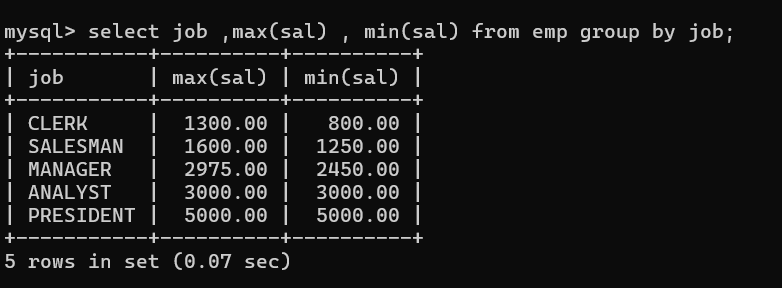 mysql> select job ,max(sal) , min(sal) from emp group by job;
+-----------+----------+----------+
| job       | max(sal) | min(sal) |
+-----------+----------+----------+
| CLERK     |  1300.00 |   800.00 |
| SALESMAN  |  1600.00 |  1250.00 |
| MANAGER   |  2975.00 |  2450.00 |
| ANALYST   |  3000.00 |  3000.00 |
| PRESIDENT |  5000.00 |  5000.00 |
+-----------+----------+----------+
5 rows in set (0.07 sec)